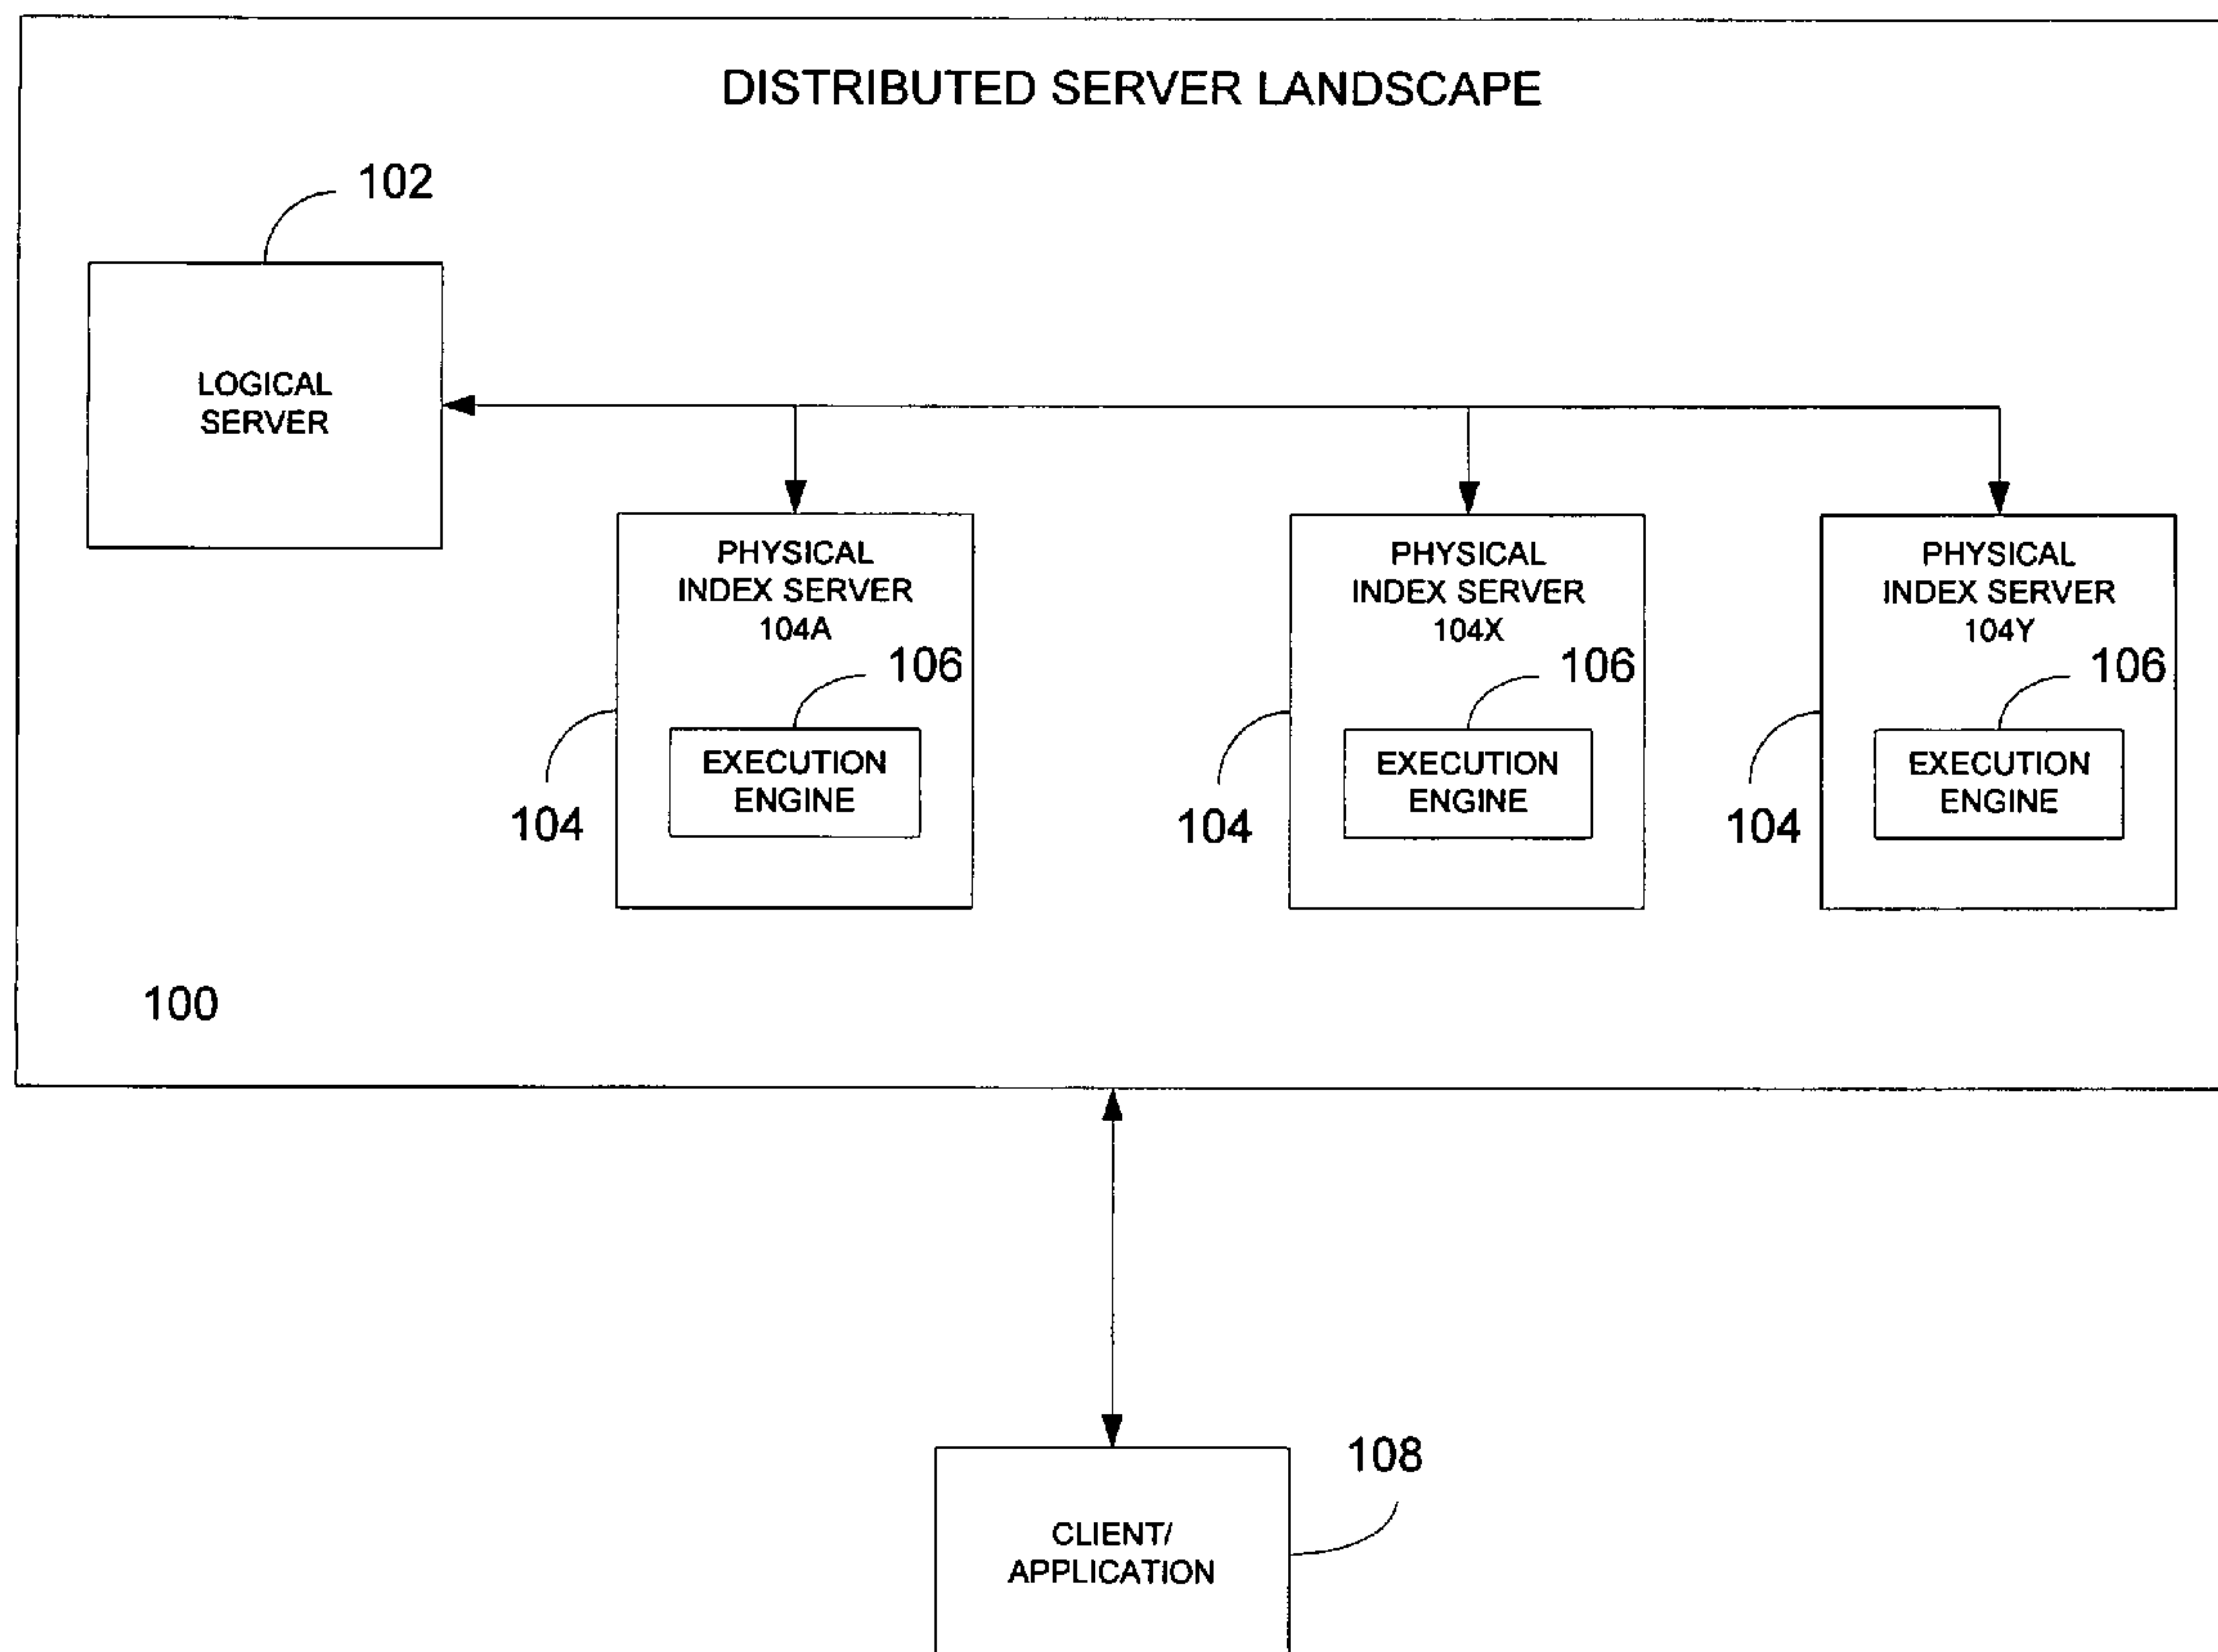 DISTRIBUTED SERVER LANDSCAPE
102
LOGICAL
SERVER
PHYSICAL
INDEX SERVER
104A
106
EXECUTION
ENGINE
104
PHYSICAL
INDEX SERVER
104X
106
EXECUTION
ENGINE
104
PHYSICAL
INDEX SERVER
104Y
106
EXECUTION
ENGINE
104
100
108
CLIENT/
APPLICATION